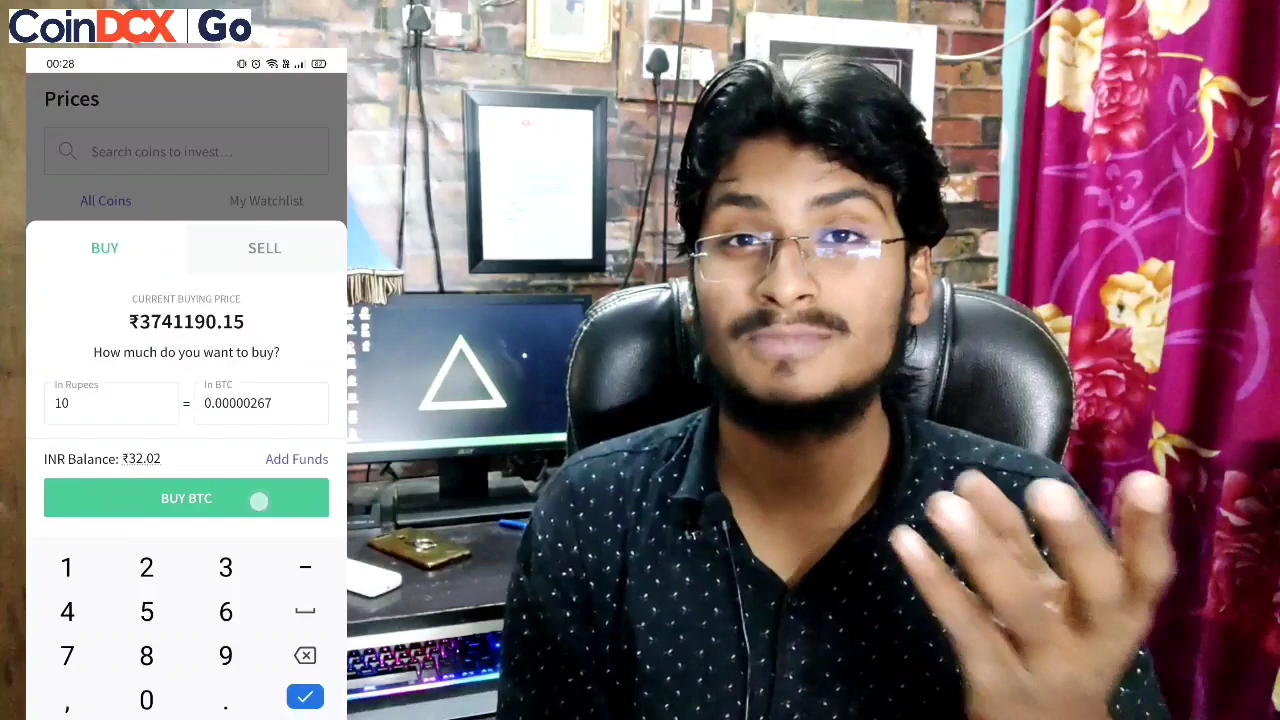 CoinDCX | Go
00:28
Prices
Search coins to invest...
All Coins My Watchlist
BUY SELL
CURRENT BUYING PRICE
₹3741190.15
How much do you want to buy?
In Rupees In BTC
10 = 0.00000267
INR Balance: ₹32.02 Add Funds
BUY BTC
1 2 3 -
4 5 6
7 8 9
, 0 .